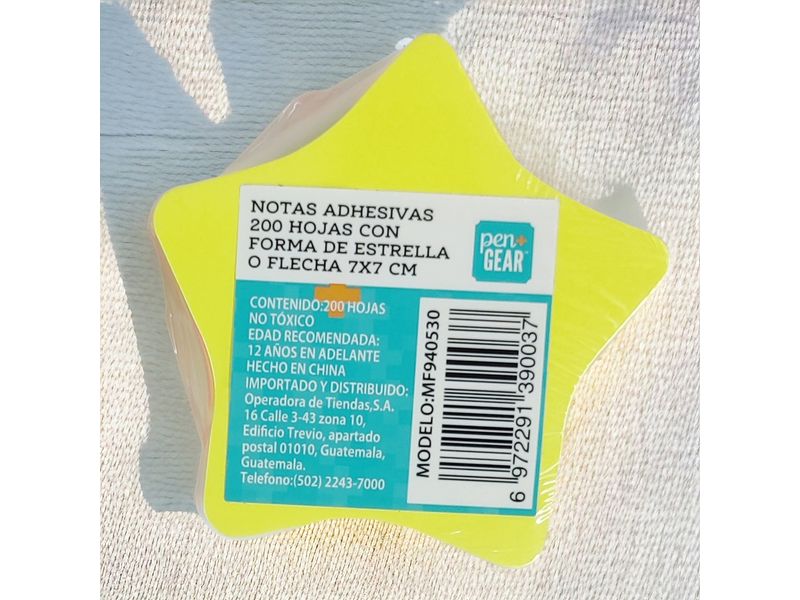 NOTAS ADHESIVAS
200 HOJAS CON
FORMA DE ESTRELLA
O FLECHA 7X7 CM
pen+
GEAR™
CONTENIDO:200 HOJAS
NO TÓXICO
EDAD RECOMENDADA:
12 AÑOS EN ADELANTE
HECHO EN CHINA
IMPORTADO Y DISTRIBUIDO:
Operadora de Tiendas,S.A.
16 Calle 3-43 zona 10,
Edificio Trevio, apartado
postal 01010, Guatemala,
Guatemala.
Telefono:(502) 2243-7000
MODELO:MF940530
6 972291 390037